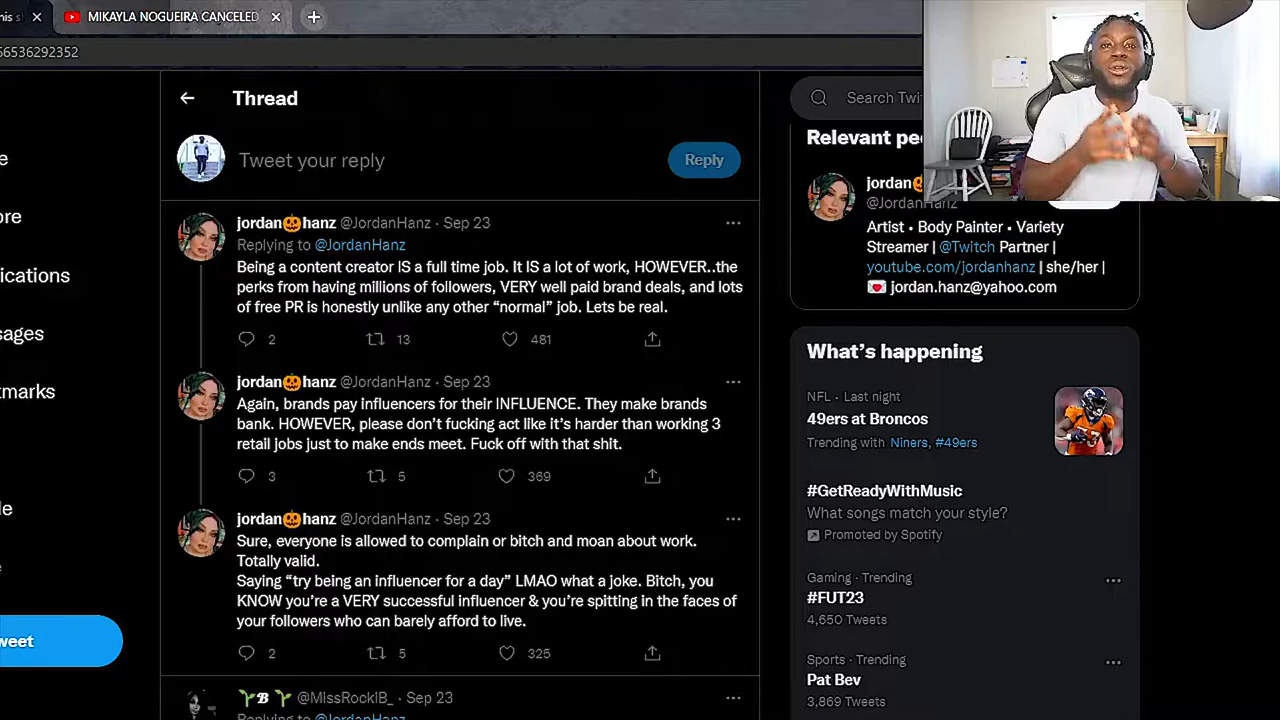 his s
MIKAYLA NOGUEIRA CANCELED
66536292352
Thread
Search Twi
Tweet your reply
Reply
e
ore
ications
sages
kmarks
le
weet
jordan🎃hanz @JordanHanz · Sep 23
Replying to @JordanHanz
Being a content creator IS a full time job. It IS a lot of work, HOWEVER..the
perks from having millions of followers, VERY well paid brand deals, and lots
of free PR is honestly unlike any other “normal” job. Lets be real.
2 13 481
jordan🎃hanz @JordanHanz · Sep 23
Again, brands pay influencers for their INFLUENCE. They make brands
bank. HOWEVER, please don’t fucking act like it’s harder than working 3
retail jobs just to make ends meet. Fuck off with that shit.
3 5 369
jordan🎃hanz @JordanHanz · Sep 23
Sure, everyone is allowed to complain or bitch and moan about work.
Totally valid.
Saying “try being an influencer for a day” LMAO what a joke. Bitch, you
KNOW you’re a VERY successful influencer & you’re spitting in the faces of
your followers who can barely afford to live.
2 5 325
🌱B🌱 @MissRockiB_ · Sep 23
Replying to @JordanHanz
Relevant pe
jordan🎃
@JordanHanz
Artist • Body Painter • Variety
Streamer | @Twitch Partner |
youtube.com/jordanhanz | she/her |
💌 jordan.hanz@yahoo.com
What’s happening
NFL · Last night
49ers at Broncos
Trending with Niners, #49ers
#GetReadyWithMusic
What songs match your style?
Promoted by Spotify
Gaming · Trending
#FUT23
4,650 Tweets
Sports · Trending
Pat Bev
3,869 Tweets